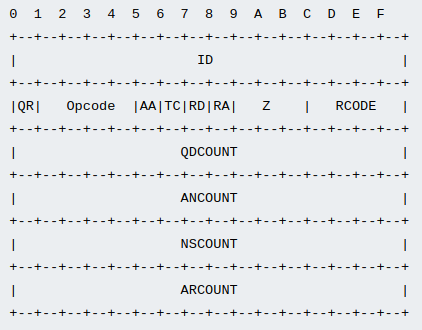 0  1  2  3  4  5  6  7  8  9  A  B  C  D  E  F
+--+--+--+--+--+--+--+--+--+--+--+--+--+--+--+--+
|                      ID                       |
+--+--+--+--+--+--+--+--+--+--+--+--+--+--+--+--+
|QR|   Opcode  |AA|TC|RD|RA|   Z    |   RCODE   |
+--+--+--+--+--+--+--+--+--+--+--+--+--+--+--+--+
|                    QDCOUNT                    |
+--+--+--+--+--+--+--+--+--+--+--+--+--+--+--+--+
|                    ANCOUNT                    |
+--+--+--+--+--+--+--+--+--+--+--+--+--+--+--+--+
|                    NSCOUNT                    |
+--+--+--+--+--+--+--+--+--+--+--+--+--+--+--+--+
|                    ARCOUNT                    |
+--+--+--+--+--+--+--+--+--+--+--+--+--+--+--+--+